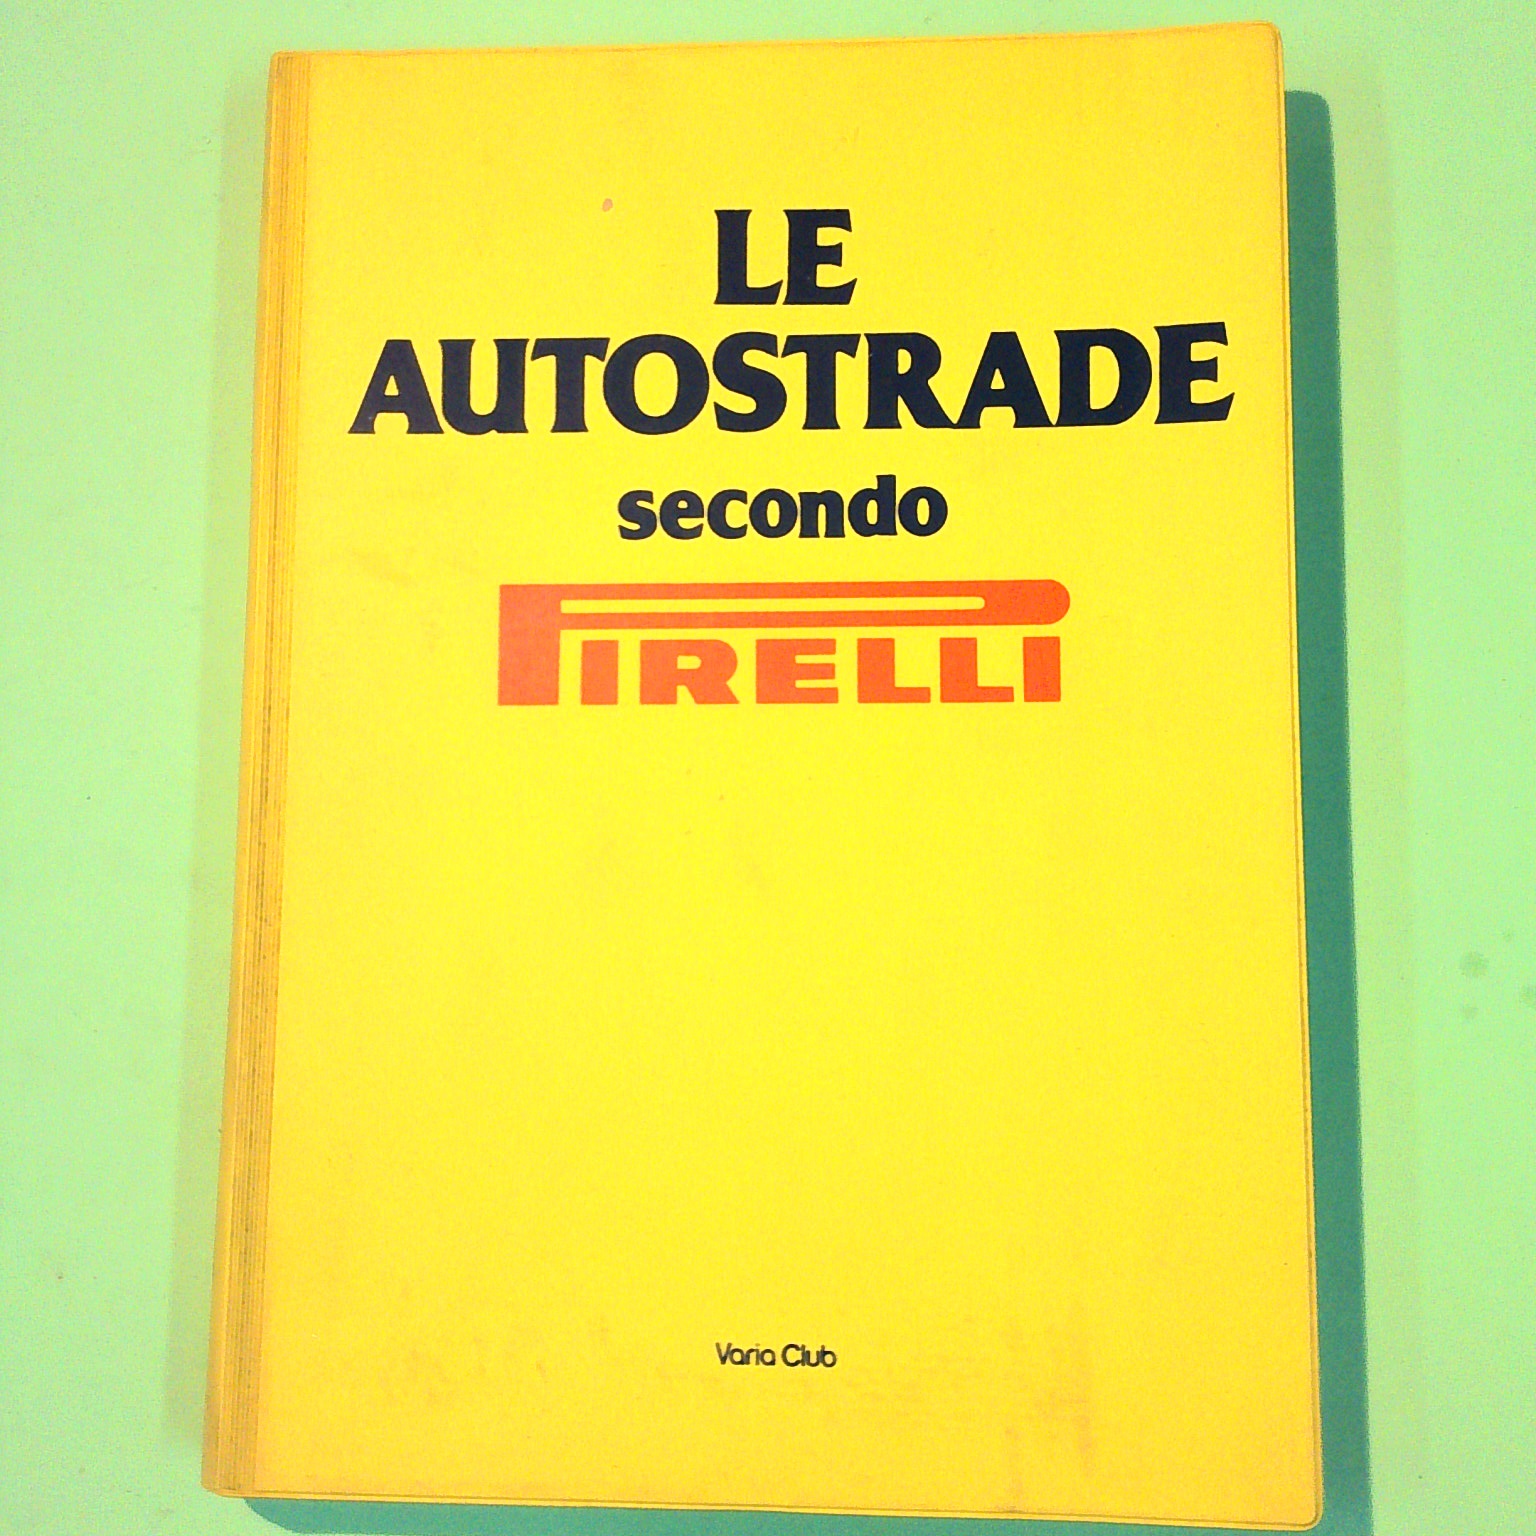 LE
AUTOSTRADE
secondo
PIRELLI
Varia Club